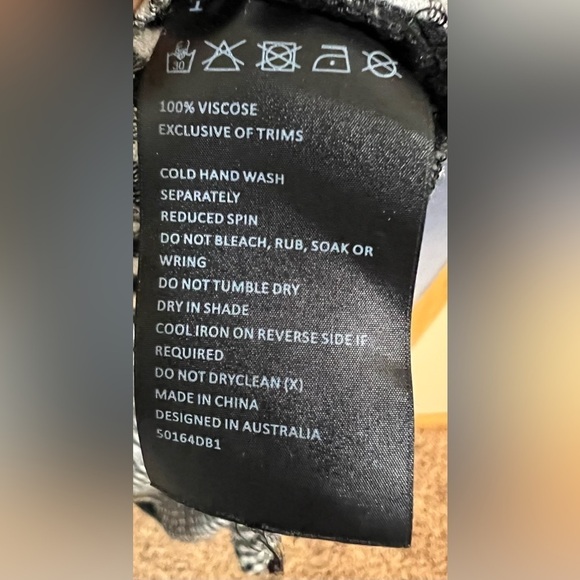 30
100% VISCOSE
EXCLUSIVE OF TRIMS
COLD HAND WASH
SEPARATELY
REDUCED SPIN
DO NOT BLEACH, RUB, SOAK OR
WRING
DO NOT TUMBLE DRY
DRY IN SHADE
COOL IRON ON REVERSE SIDE IF
REQUIRED
DO NOT DRYCLEAN (X)
MADE IN CHINA
DESIGNED IN AUSTRALIA
50164DB1